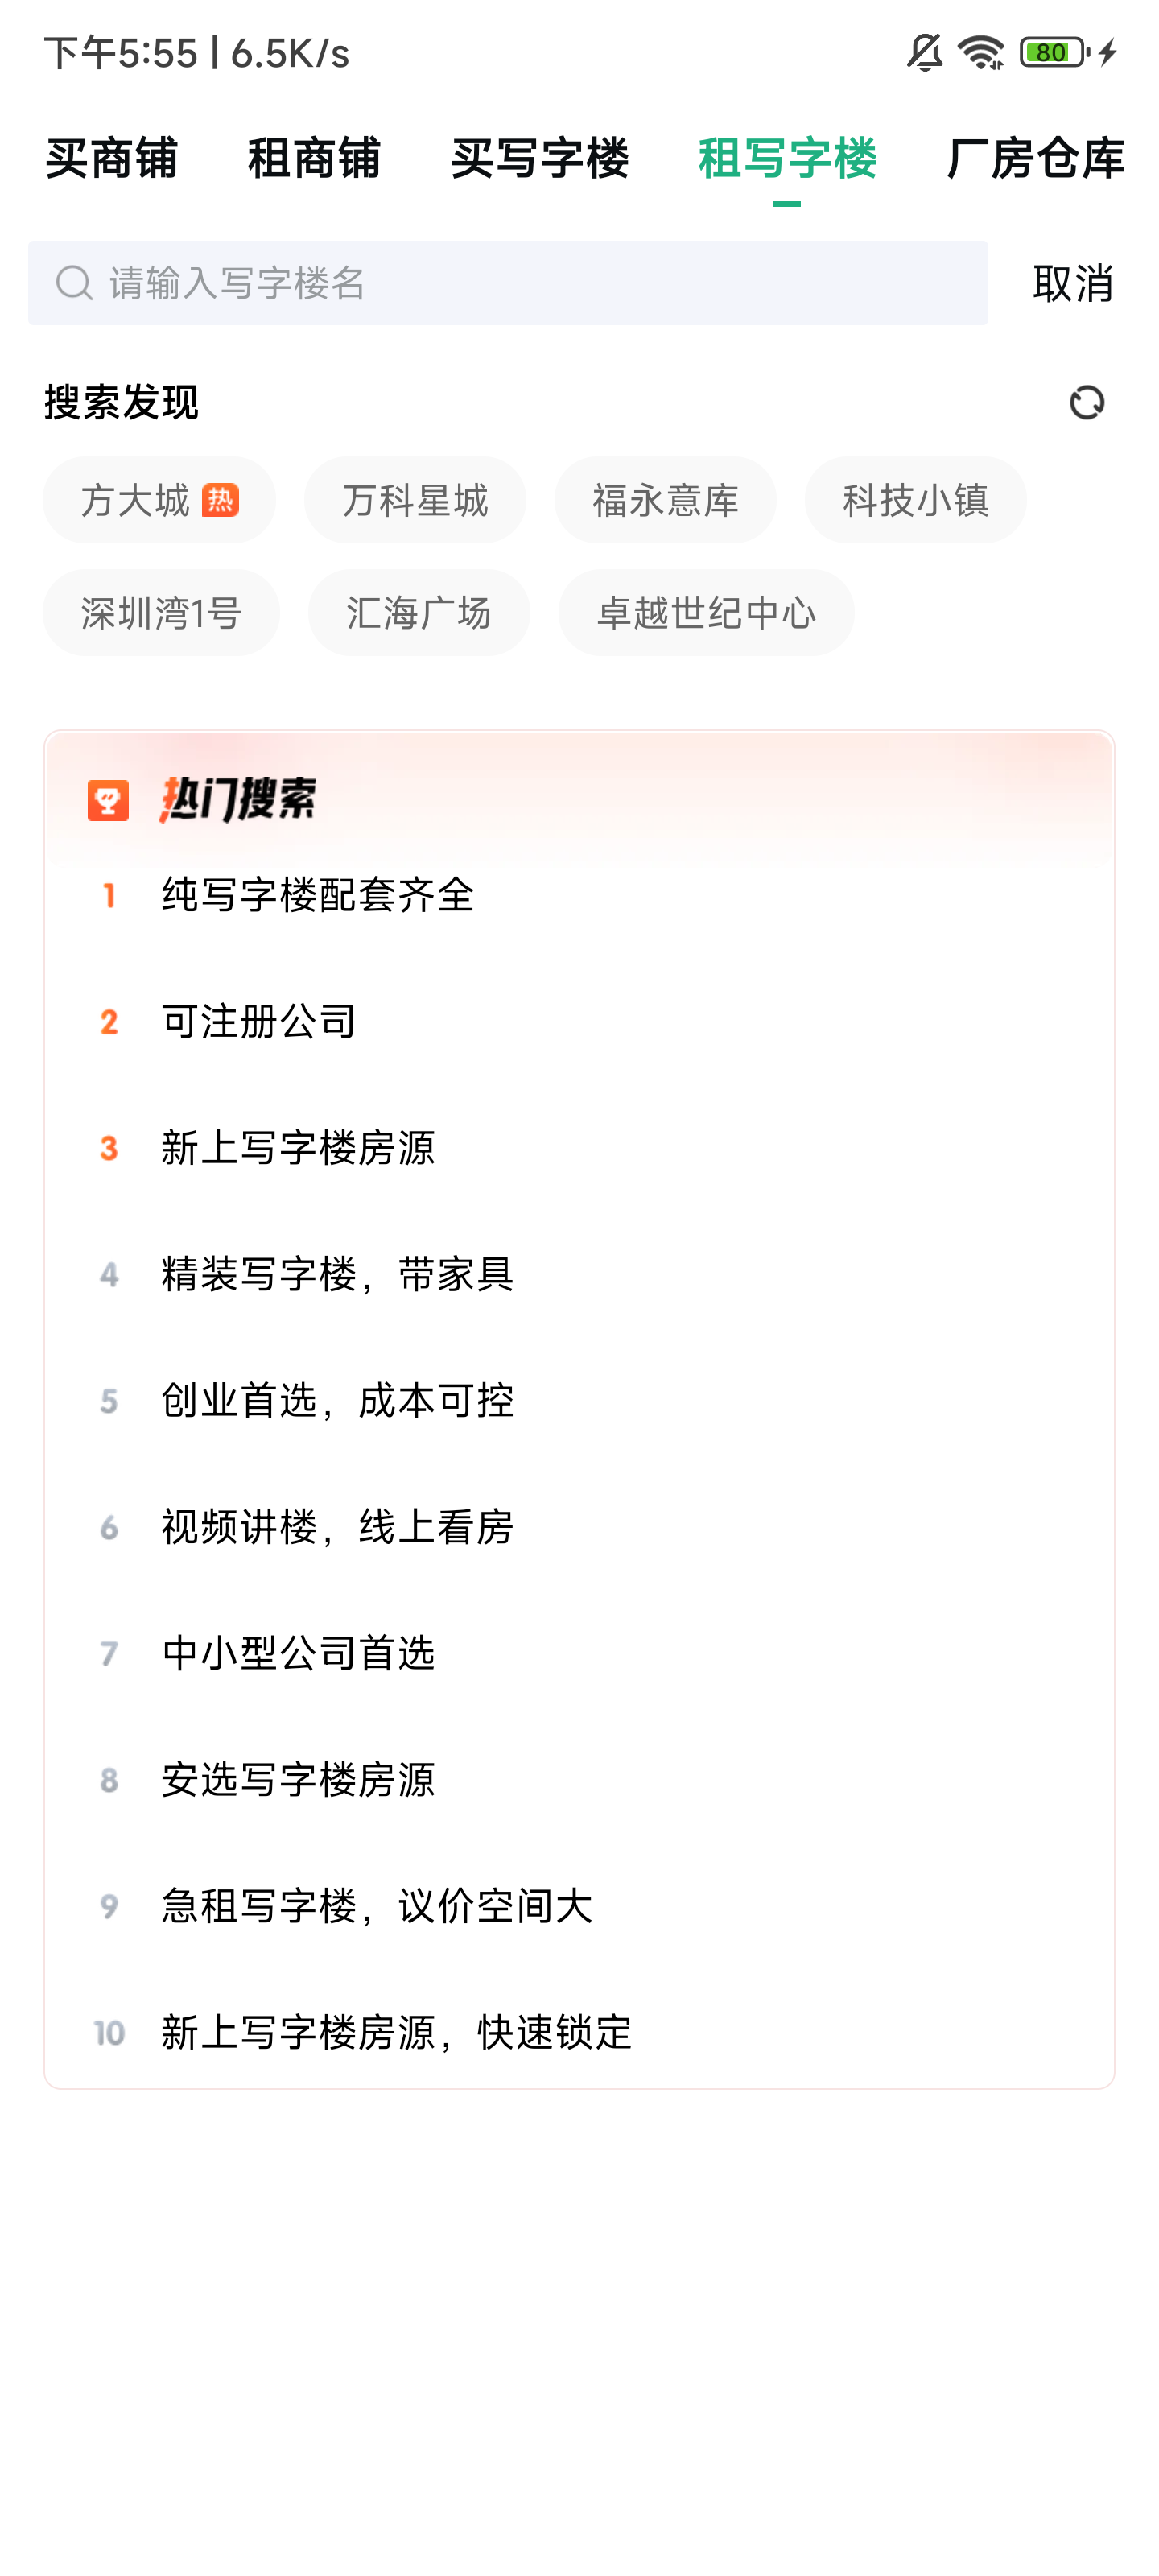 下午5:55 | 6.5K/s 80
买商铺 租商铺 买写字楼 租写字楼 厂房仓库
请输入写字楼名 取消
搜索发现
方大城 热 万科星城 福永意库 科技小镇
深圳湾1号 汇海广场 卓越世纪中心
热门搜索
1 纯写字楼配套齐全
2 可注册公司
3 新上写字楼房源
4 精装写字楼，带家具
5 创业首选，成本可控
6 视频讲楼，线上看房
7 中小型公司首选
8 安选写字楼房源
9 急租写字楼，议价空间大
10 新上写字楼房源，快速锁定